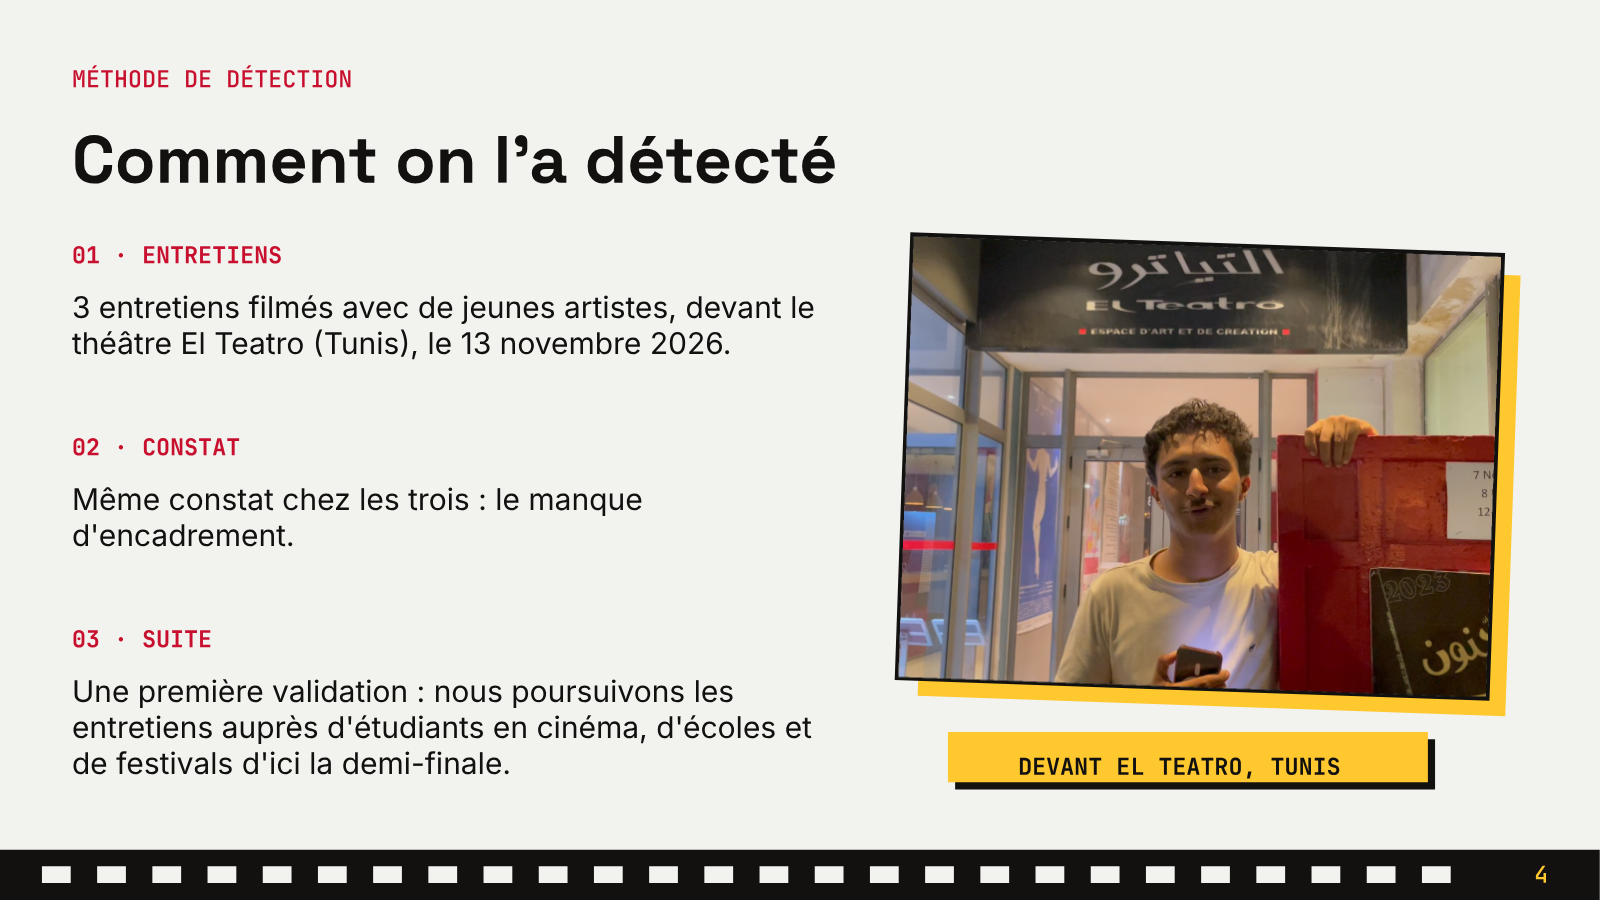 MÉTHODE DE DÉTECTION
Comment on l’a détecté
01 · ENTRETIENS
3 entretiens filmés avec de jeunes artistes, devant le
théâtre El Teatro (Tunis), le 13 novembre 2026.
02 · CONSTAT
Même constat chez les trois : le manque
d'encadrement.
03 · SUITE
Une première validation : nous poursuivons les
entretiens auprès d'étudiants en cinéma, d'écoles et
de festivals d'ici la demi-finale.
التياترو
EL Teatro
ESPACE D'ART ET DE CREATION
7 N
8
12
2023
DEVANT EL TEATRO, TUNIS
4